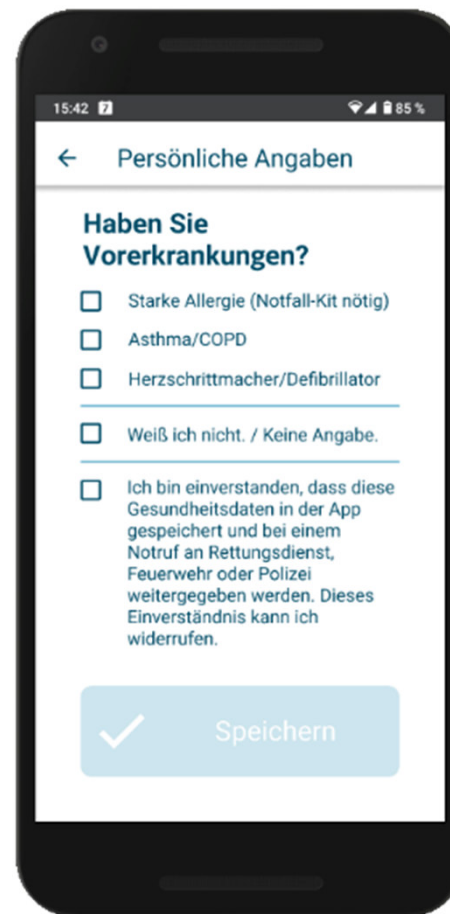 15:42 7 85 %
← Persönliche Angaben
Haben Sie
Vorerkrankungen?
Starke Allergie (Notfall-Kit nötig)
Asthma/COPD
Herzschrittmacher/Defibrillator
Weiß ich nicht. / Keine Angabe.
Ich bin einverstanden, dass diese
Gesundheitsdaten in der App
gespeichert und bei einem
Notruf an Rettungsdienst,
Feuerwehr oder Polizei
weitergegeben werden. Dieses
Einverständnis kann ich
widerrufen.
Speichern